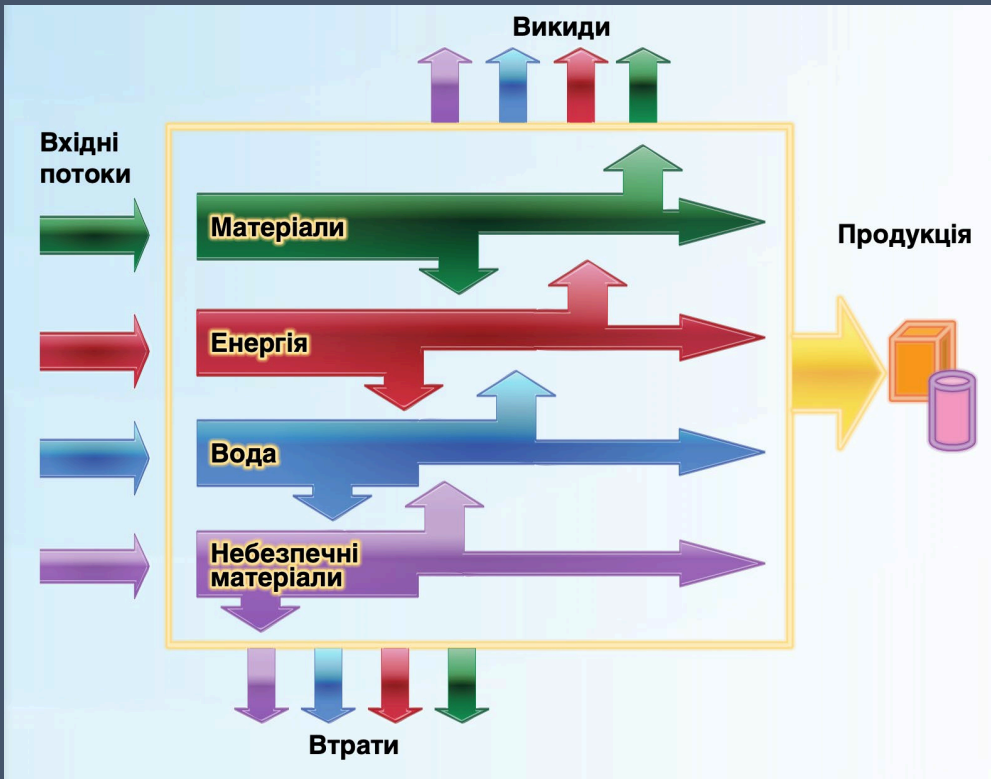 Викиди
Вхідні
потоки
Матеріали
Продукція
Енергія
Вода
Небезпечні
матеріали
Втрати